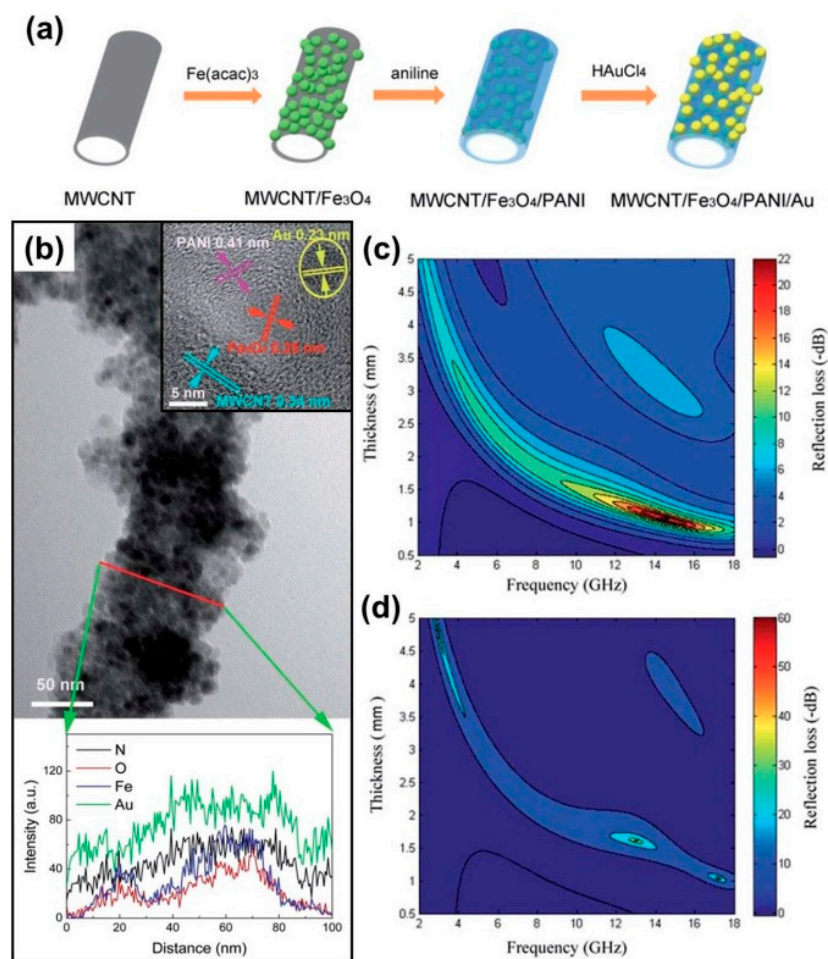 (a)
Fe(acac)3
aniline
HAuCl4
MWCNT
MWCNT/Fe3O4
MWCNT/Fe3O4/PANI
MWCNT/Fe3O4/PANI/Au
(b)
PANI 0.41 nm
Au 0.23 nm
5 nm
MWCNT 0.34 nm
50 nm
N
O
Fe
Au
Intensity (a.u.)
120
80
40
0
0 20 40 60 80 100
Distance (nm)
(c)
Thickness ( mm )
5
4.5
4
3.5
3
2.5
2
1.5
1
0.5
2 4 6 8 10 12 14 16 18
Frequency (GHz)
22
20
18
16
14
12
10
8
6
4
2
0
Reflection loss (-dB)
(d)
Thickness ( mm )
5
4.5
4
3.5
3
2.5
2
1.5
1
0.5
2 4 6 8 10 12 14 16 18
Frequency (GHz)
60
50
40
30
20
10
0
Reflection loss (-dB)